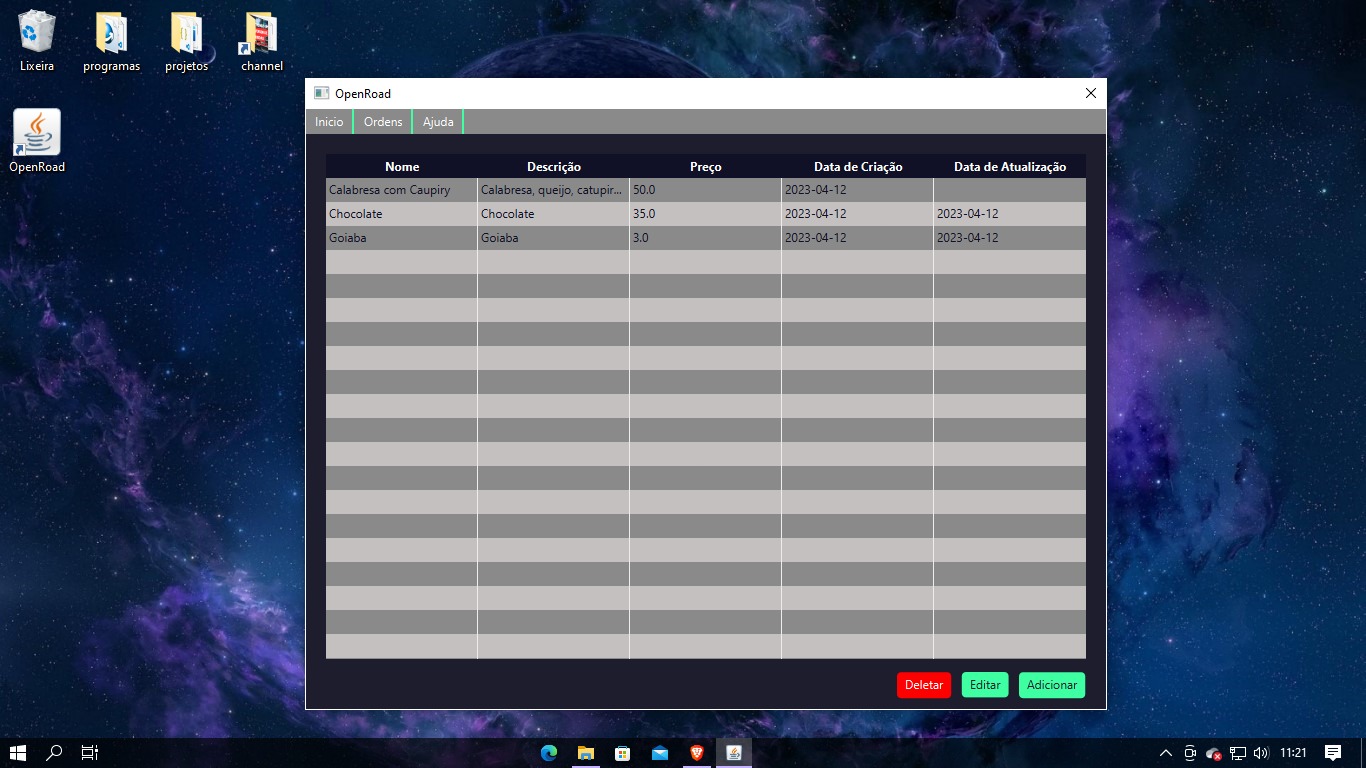 Lixeira
programas
projetos
channel
OpenRoad
OpenRoad
Inicio Ordens Ajuda
Nome Descrição Preço Data de Criação Data de Atualização
Calabresa com Caupiry Calabresa, queijo, catupir... 50.0 2023-04-12
Chocolate Chocolate 35.0 2023-04-12 2023-04-12
Goiaba Goiaba 3.0 2023-04-12 2023-04-12
Deletar Editar Adicionar
11:21